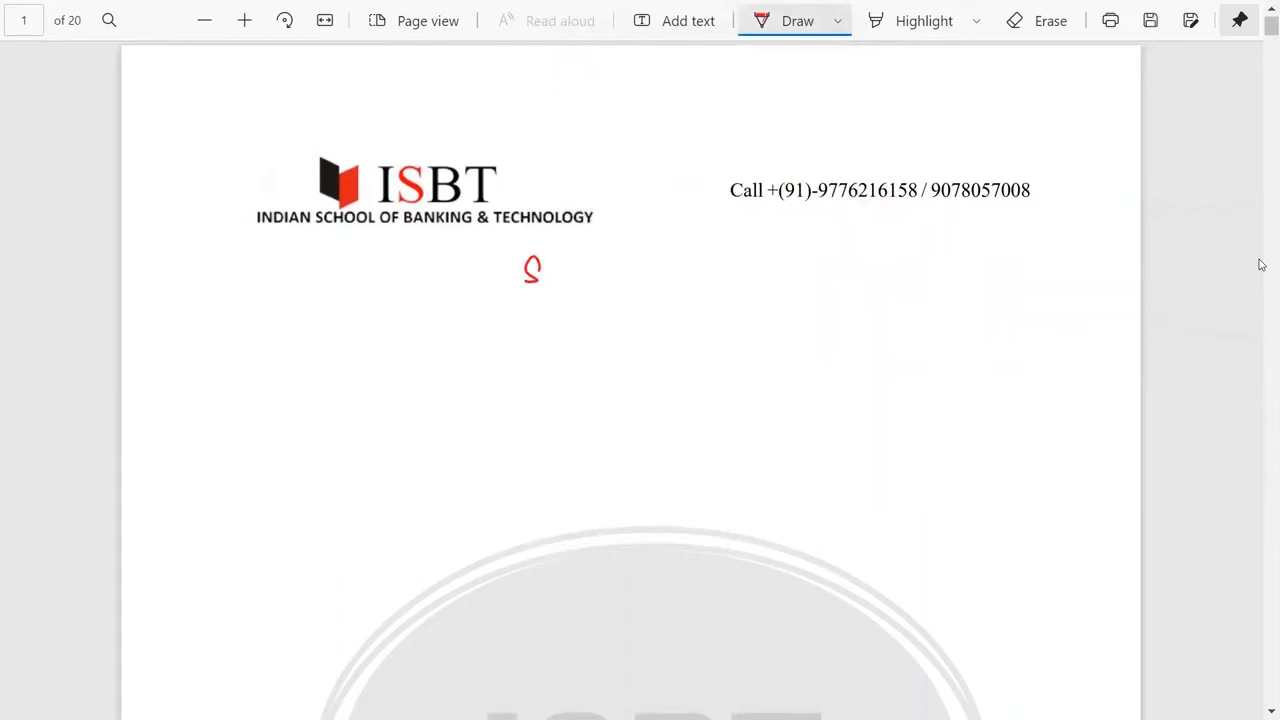 1 of 20 Page view Read aloud Add text Draw Highlight Erase
ISBT
INDIAN SCHOOL OF BANKING & TECHNOLOGY
Call +(91)-9776216158 / 9078057008
S
ISBT